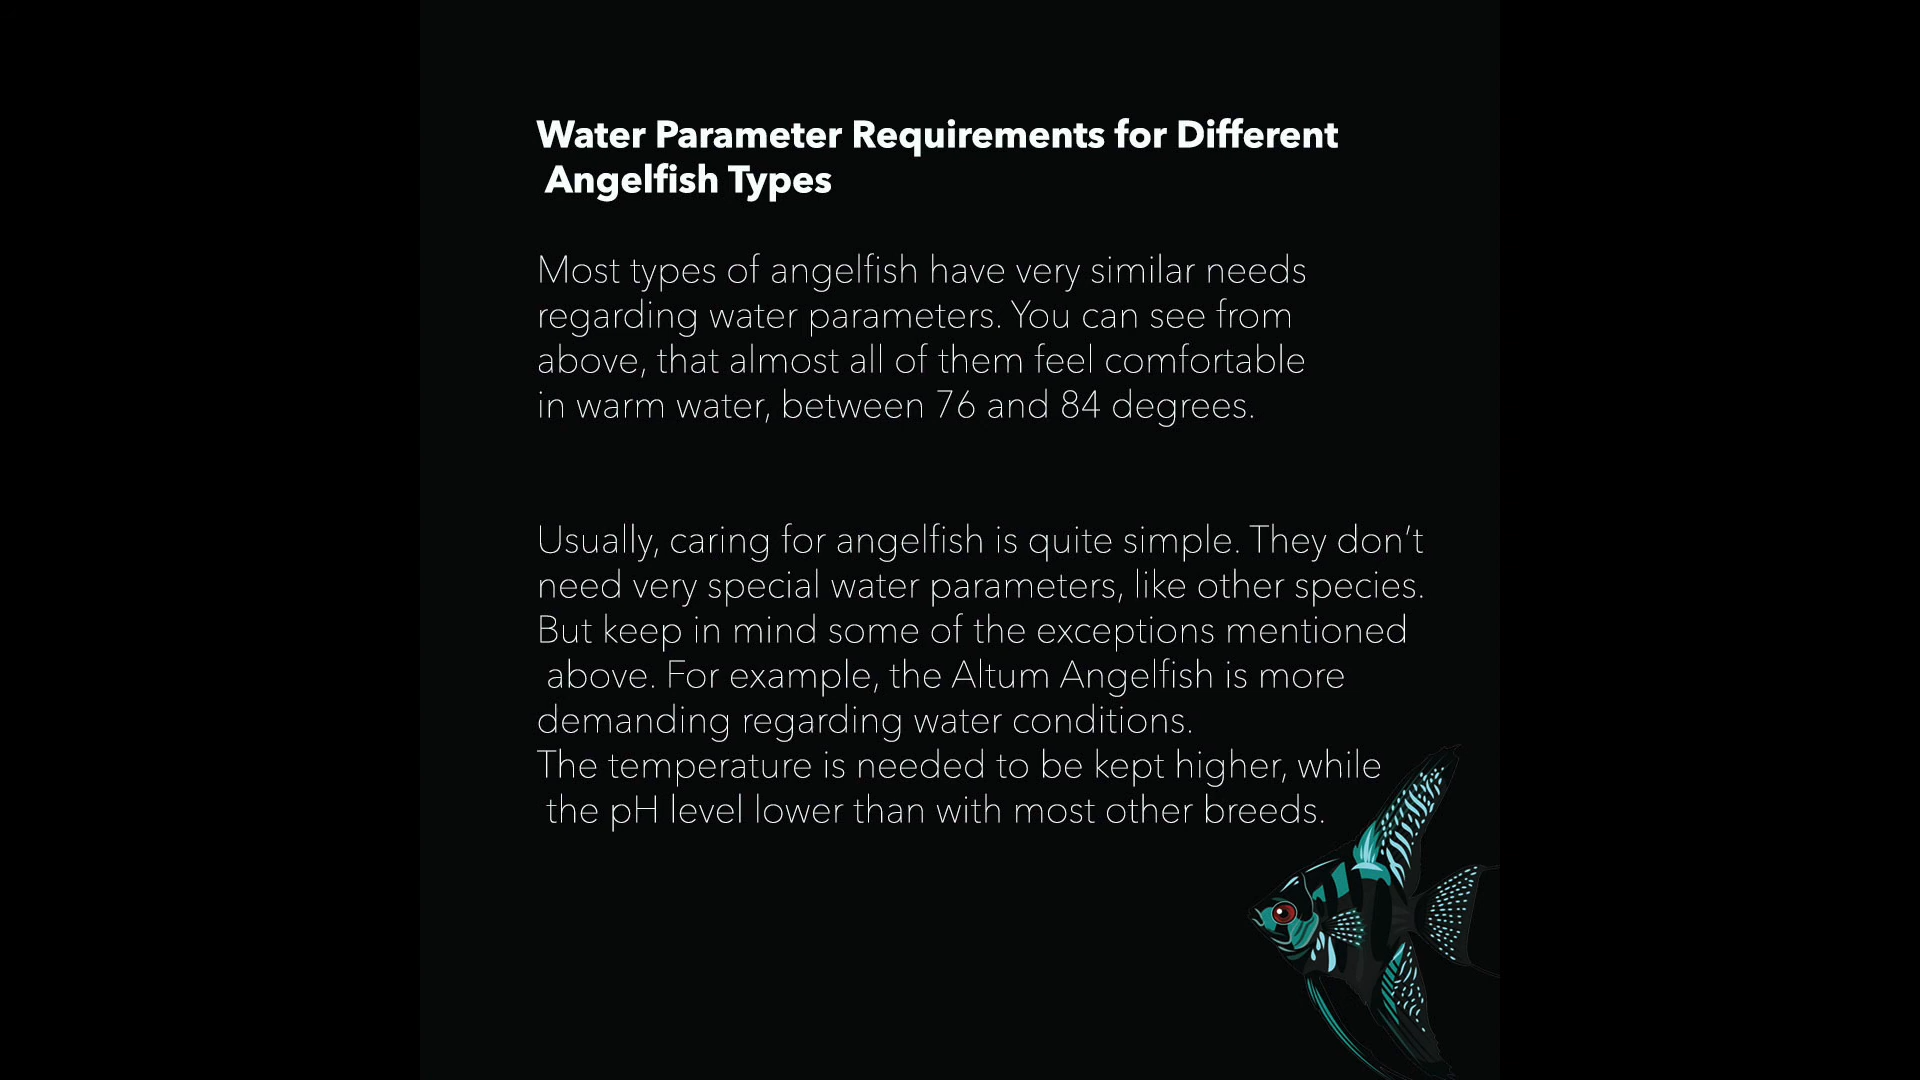 Water Parameter Requirements for Different
Angelfish Types
Most types of angelfish have very similar needs
regarding water parameters. You can see from
above, that almost all of them feel comfortable
in warm water, between 76 and 84 degrees.
Usually, caring for angelfish is quite simple. They don’t
need very special water parameters, like other species.
But keep in mind some of the exceptions mentioned
above. For example, the Altum Angelfish is more
demanding regarding water conditions.
The temperature is needed to be kept higher, while
the pH level lower than with most other breeds.